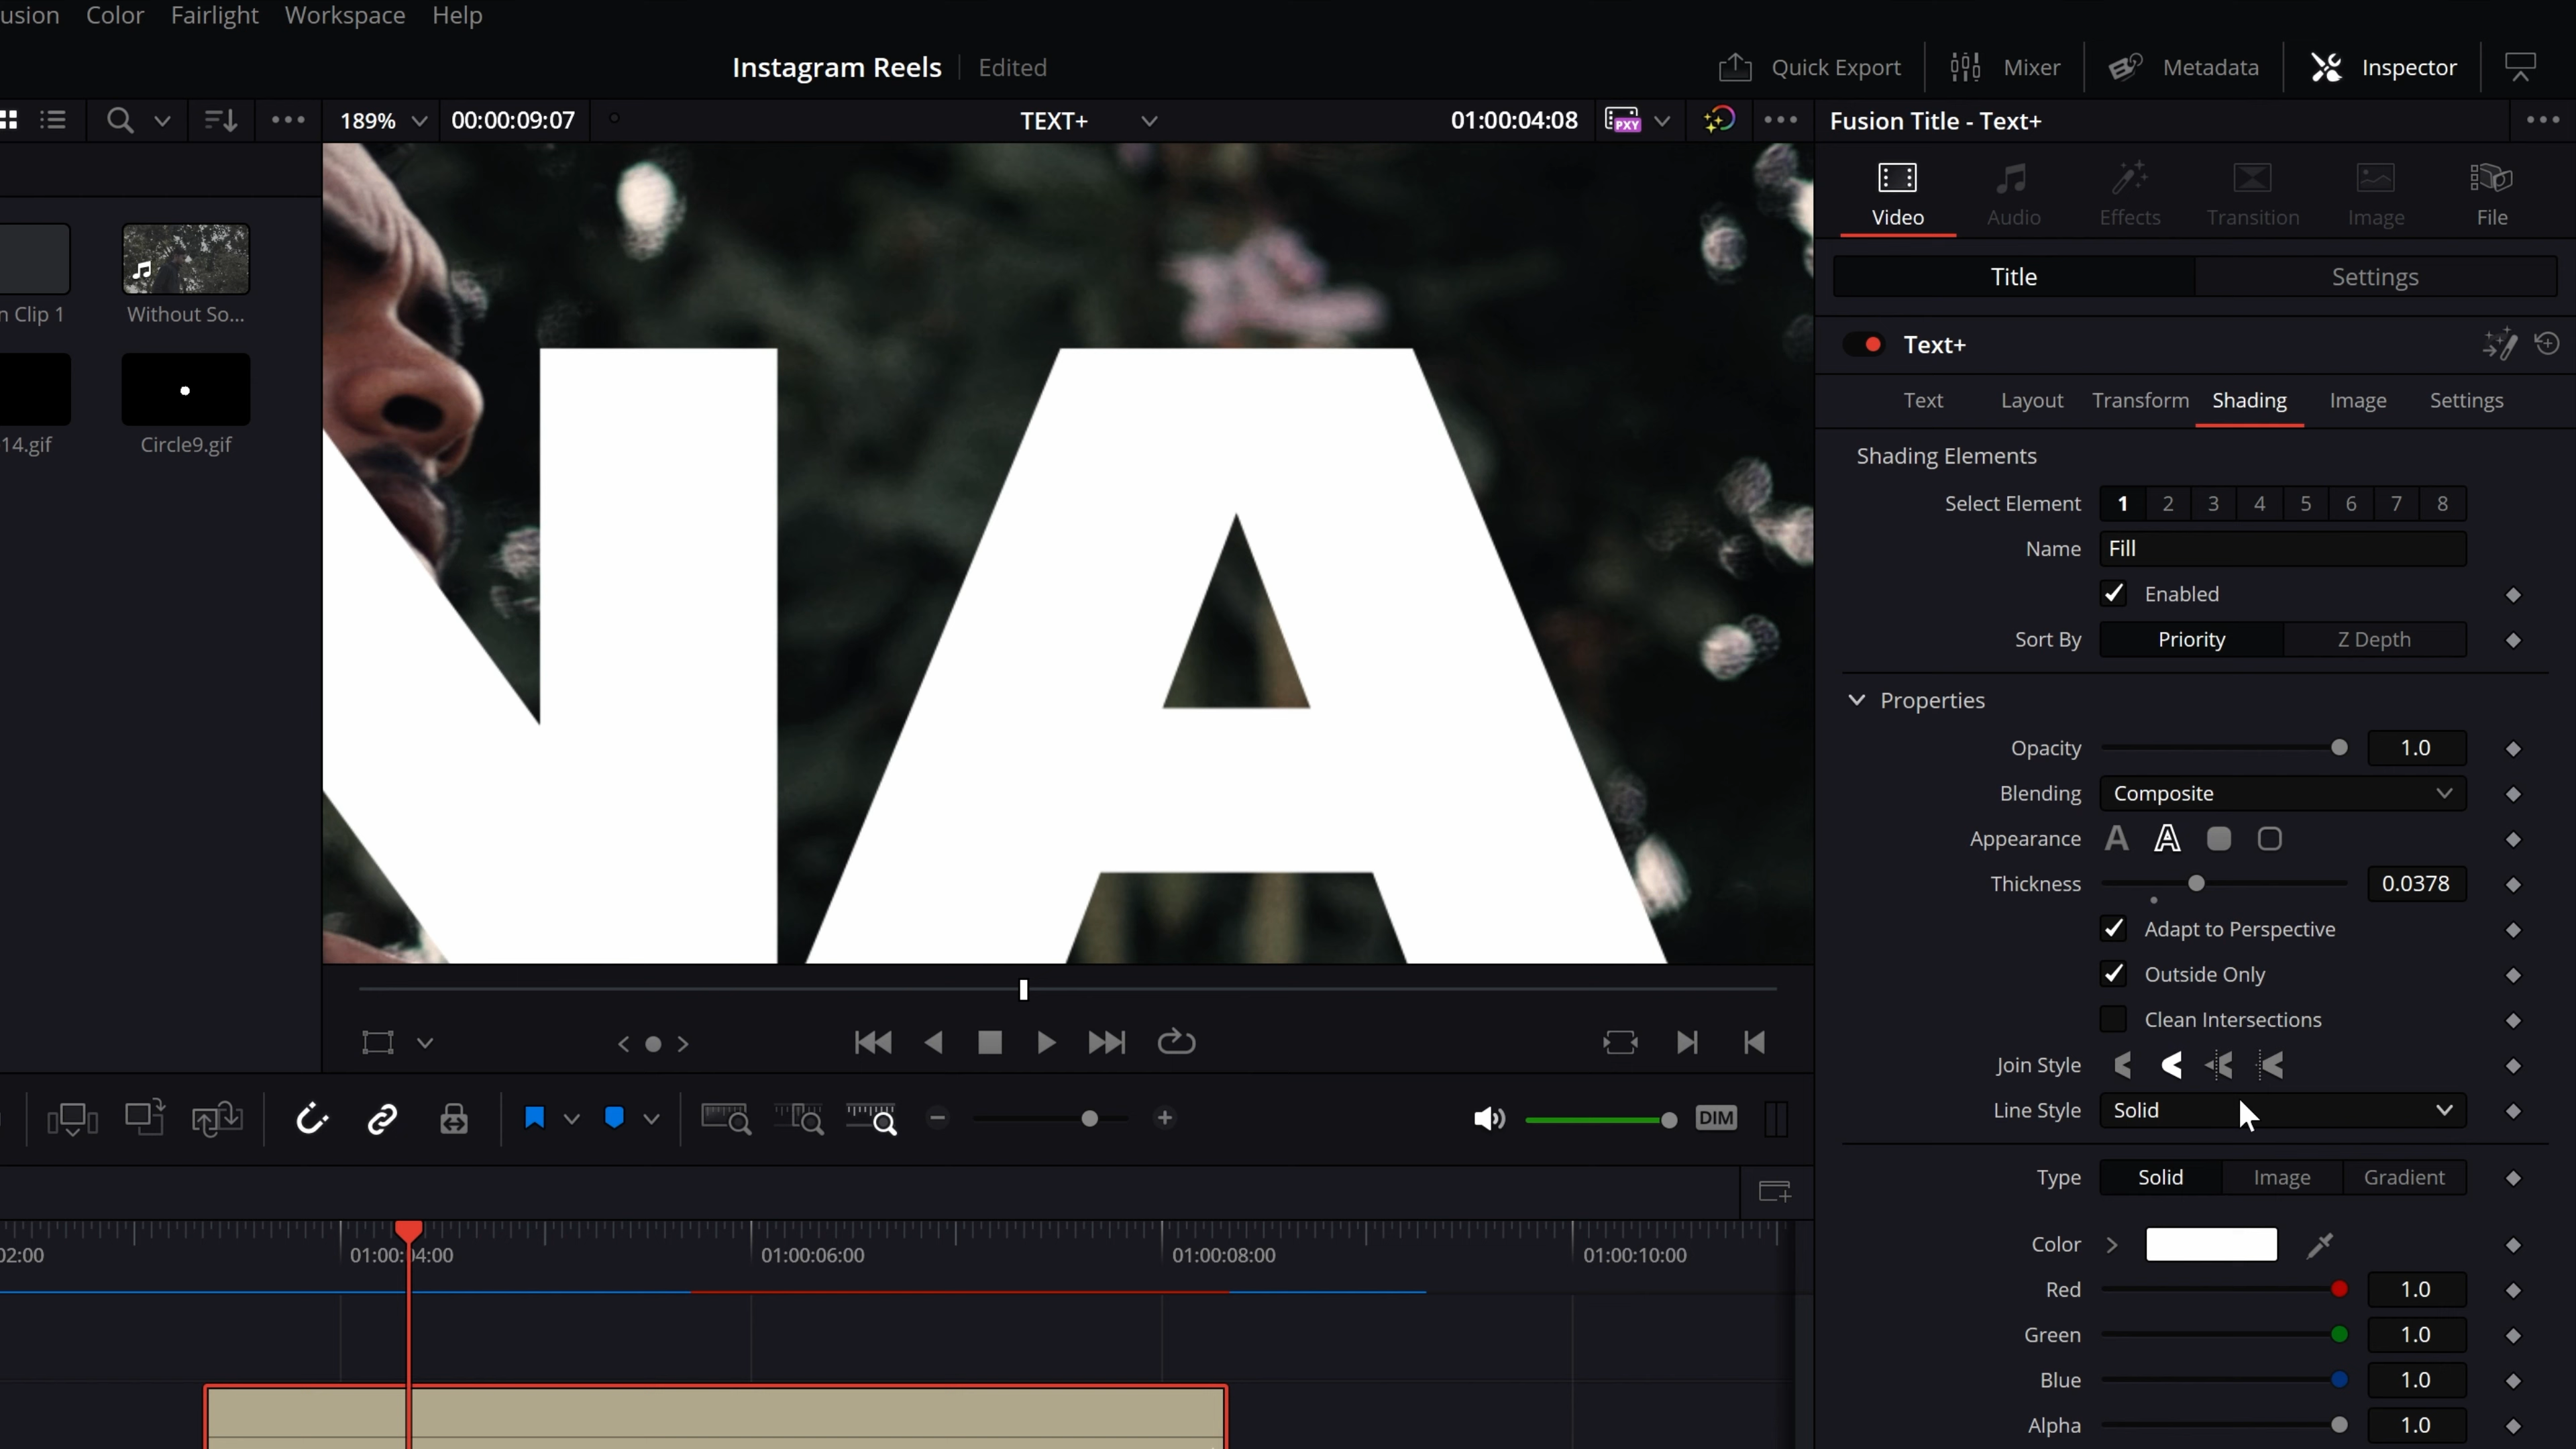 usion Color Fairlight Workspace Help
Instagram Reels Edited
Quick Export Mixer Metadata Inspector
189% 00:00:09:07 TEXT+ 01:00:04:08 PXY
Fusion Title - Text+
Video Audio Effects Transition Image File
Title Settings
Text+
Text Layout Transform Shading Image Settings
n Clip 1 Without So...
14.gif Circle9.gif
NA
Shading Elements
Select Element 1 2 3 4 5 6 7 8
Name Fill
Enabled
Sort By Priority Z Depth
Properties
Opacity 1.0
Blending Composite
Appearance A A
Thickness 0.0378
Adapt to Perspective
Outside Only
Clean Intersections
Join Style
Line Style Solid
DIM
Type Solid Image Gradient
Color
Red 1.0
Green 1.0
Blue 1.0
Alpha 1.0
02:00 01:00:04:00 01:00:06:00 01:00:08:00 01:00:10:00